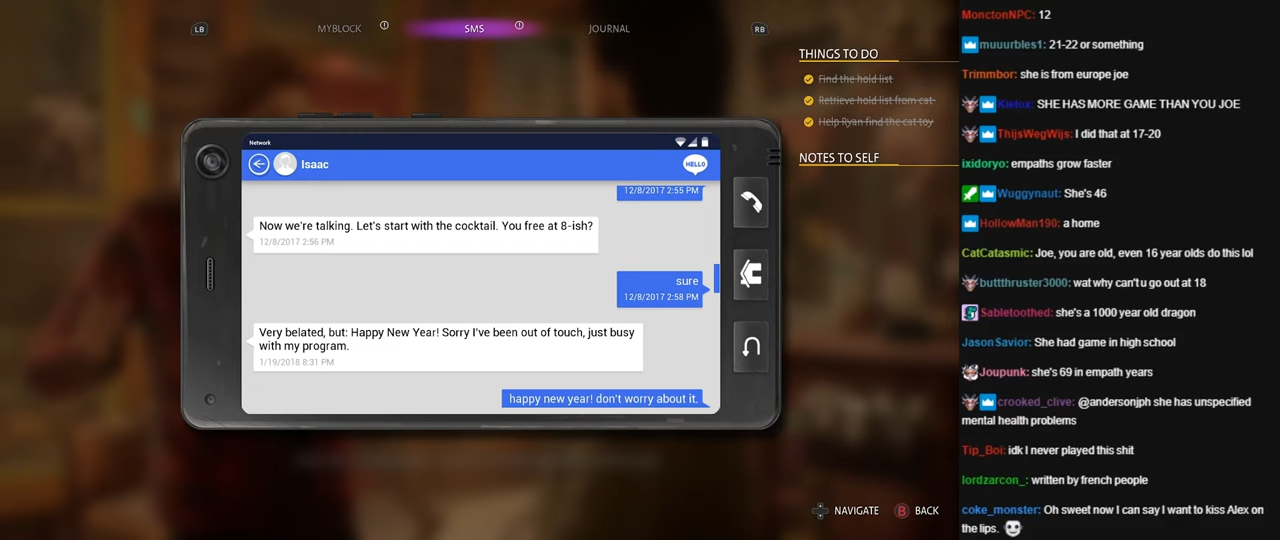 LB
MYBLOCK
SMS
JOURNAL
RB
THINGS TO DO
Find the hold list
Retrieve hold list from cat
Help Ryan find the cat toy
NOTES TO SELF
Network
Isaac
HELLO
12/8/2017 2:55 PM
Now we're talking. Let's start with the cocktail. You free at 8-ish?
12/8/2017 2:56 PM
sure
12/8/2017 2:58 PM
Very belated, but: Happy New Year! Sorry I've been out of touch, just busy
with my program.
1/19/2018 8:31 PM
happy new year! don't worry about it.
NAVIGATE
B BACK
MonctonNPC: 12
muuurbles1: 21-22 or something
Trimmbor: she is from europe joe
Kielox: SHE HAS MORE GAME THAN YOU JOE
ThijsWegWijs: I did that at 17-20
ixidoryo: empaths grow faster
Wuggynaut: She's 46
HollowMan190: a home
CatCatasmic: Joe, you are old, even 16 year olds do this lol
buttthruster3000: wat why can't u go out at 18
Sabletoothed: she's a 1000 year old dragon
JasonSavior: She had game in high school
Joupunk: she's 69 in empath years
crooked_clive: @andersonjph she has unspecified
mental health problems
Tip_Boi: idk I never played this shit
lordzarcon_: written by french people
coke_monster: Oh sweet now I can say I want to kiss Alex on
the lips.